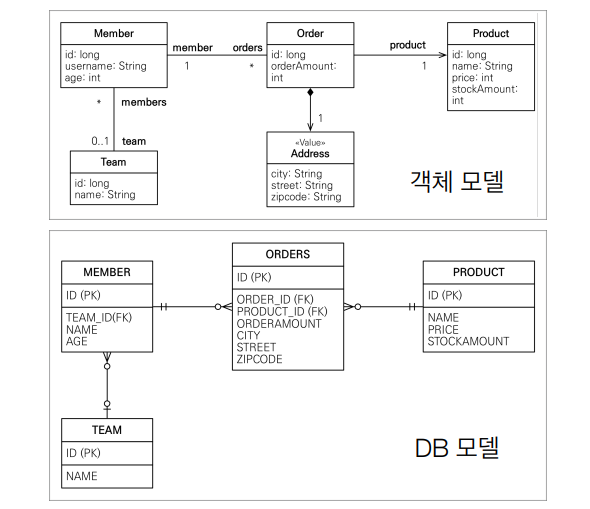 Member
id: long
username: String
age: int
member
orders
1
*
Order
id: long
orderAmount:
int
product
1
Product
id: long
name: String
price: int
stockAmount:
int
*
members
0..1
team
Team
id: long
name: String
1
«Value»
Address
city: String
street: String
zipcode: String
객체 모델
MEMBER
ID (PK)
TEAM_ID(FK)
NAME
AGE
ORDERS
ID (PK)
ORDER_ID (FK)
PRODUCT_ID (FK)
ORDERAMOUNT
CITY
STREET
ZIPCODE
PRODUCT
ID (PK)
NAME
PRICE
STOCKAMOUNT
TEAM
ID (PK)
NAME
DB 모델